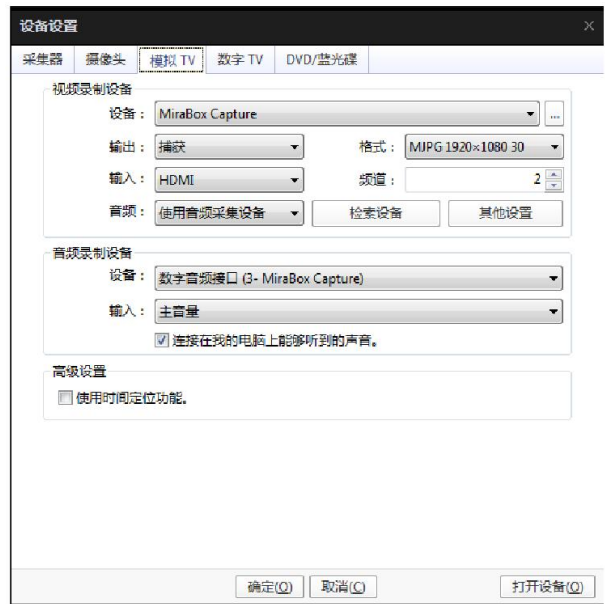 设备设置
采集器 摄像头 模拟 TV 数字 TV DVD/蓝光碟
视频录制设备
设备： MiraBox Capture ...
输出： 捕获 格式： MJPG 1920×1080 30
输入： HDMI 频道： 2
音频： 使用音频采集设备 检索设备 其他设置
音频录制设备
设备： 数字音频接口 (3- MiraBox Capture)
输入： 主音量
连接在我的电脑上能够听到的声音。
高级设置
使用时间定位功能。
确定(O) 取消(C) 打开设备(O)